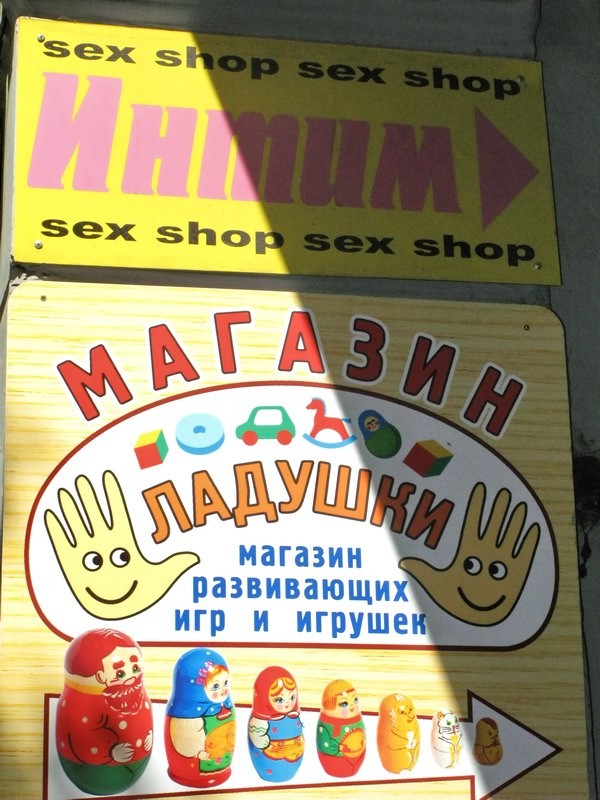 sex shop sex shop
Интим
sex shop sex shop
МАГАЗИН
ЛАДУШКИ
магазин
развивающих
игр и игрушек